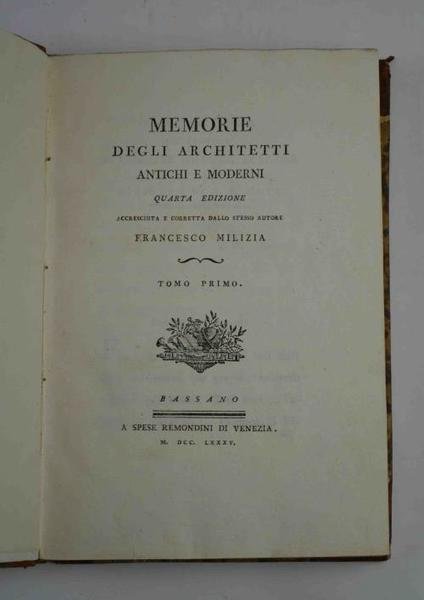 MEMORIE
DEGLI ARCHITETTI
ANTICHI E MODERNI
QUARTA EDIZIONE
ACCRESCIUTA E CORRETTA DALLO STESSO AUTORE
FRANCESCO MILIZIA
TOMO PRIMO.
BASSANO
A SPESE REMONDINI DI VENEZIA.
M. DCC. LXXXV.